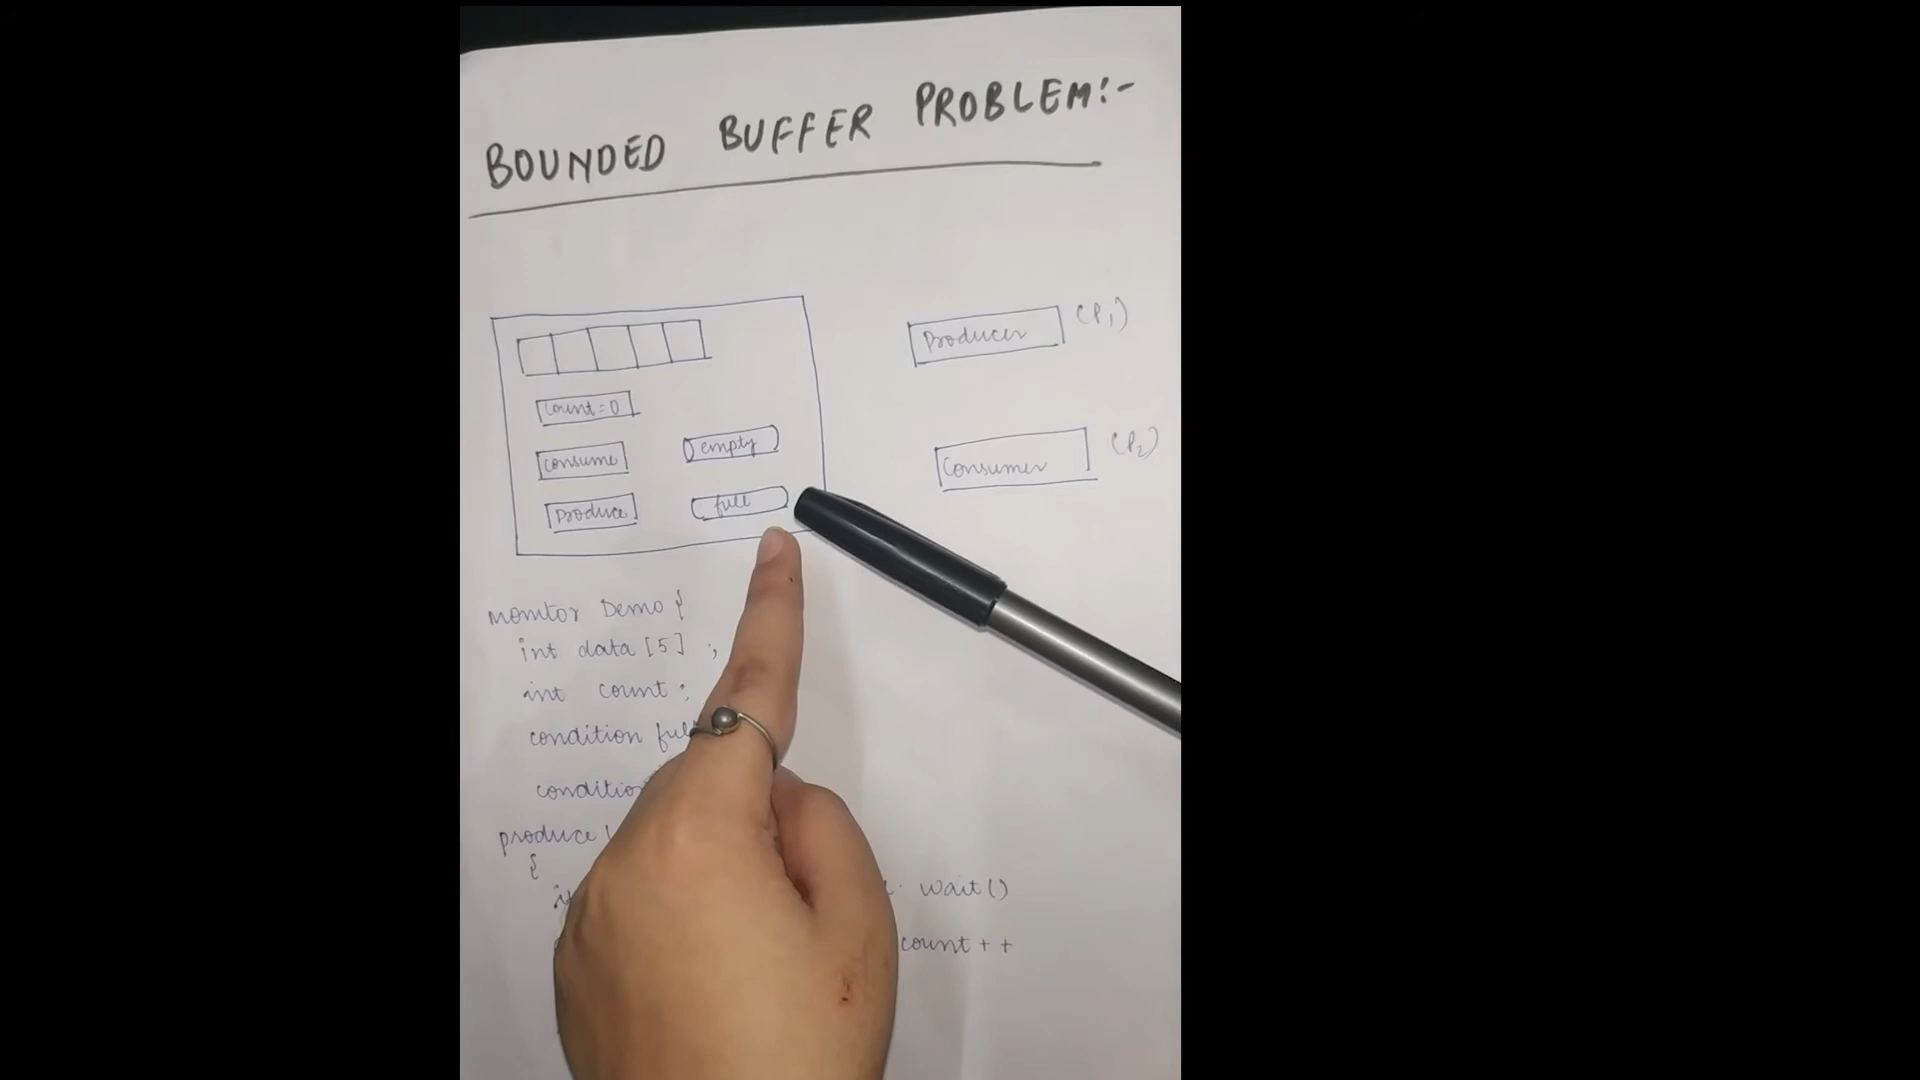 BOUNDED BUFFER PROBLEM:-
Producer (P1)
count=0
empty
consume
Consumer (P2)
Produce
full
monitor Demo {
int data [5] ;
int count ;
condition
condition
produce
{
wait ()
count + +